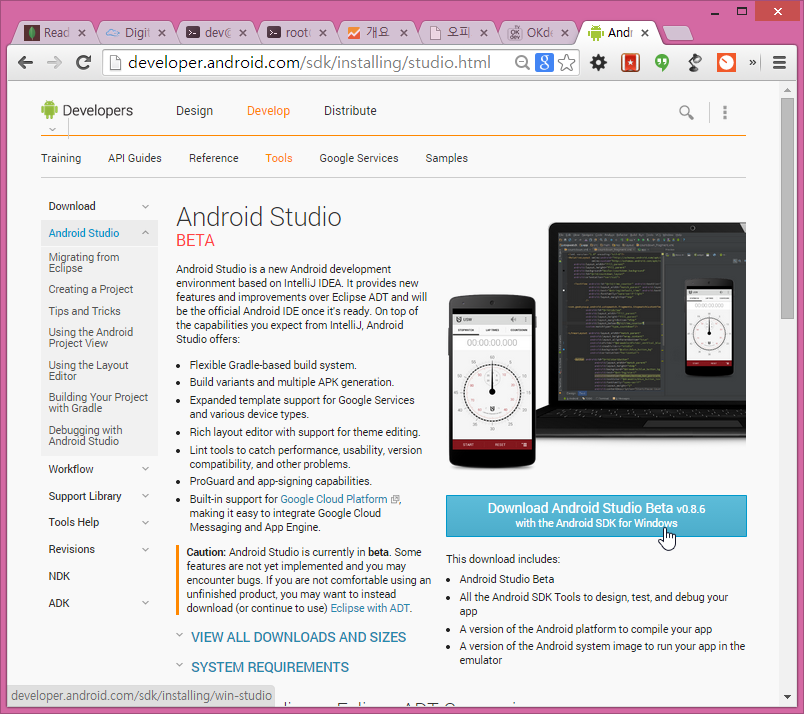 Read
Digit
dev@
root
개요
오피
OKde
Andr
developer.android.com/sdk/installing/studio.html
Developers
Design
Develop
Distribute
Training
API Guides
Reference
Tools
Google Services
Samples
Download
Android Studio
Migrating from
Eclipse
Creating a Project
Tips and Tricks
Using the Android
Project View
Using the Layout
Editor
Building Your Project
with Gradle
Debugging with
Android Studio
Workflow
Support Library
Tools Help
Revisions
NDK
ADK
Android Studio
BETA
Android Studio is a new Android development
environment based on IntelliJ IDEA. It provides new
features and improvements over Eclipse ADT and will
be the official Android IDE once it's ready. On top of
the capabilities you expect from IntelliJ, Android
Studio offers:
• Flexible Gradle-based build system.
• Build variants and multiple APK generation.
• Expanded template support for Google Services
and various device types.
• Rich layout editor with support for theme editing.
• Lint tools to catch performance, usability, version
compatibility, and other problems.
• ProGuard and app-signing capabilities.
• Built-in support for Google Cloud Platform
making it easy to integrate Google Cloud
Messaging and App Engine.
Caution: Android Studio is currently in beta. Some
features are not yet implemented and you may
encounter bugs. If you are not comfortable using an
unfinished product, you may want to instead
download (or continue to use) Eclipse with ADT.
VIEW ALL DOWNLOADS AND SIZES
SYSTEM REQUIREMENTS
00:00:00.000
START
RESET
Download Android Studio Beta v0.8.6
with the Android SDK for Windows
This download includes:
• Android Studio Beta
• All the Android SDK Tools to design, test, and debug your
app
• A version of the Android platform to compile your app
• A version of the Android system image to run your app in the
emulator
developer.android.com/sdk/installing/win-studio